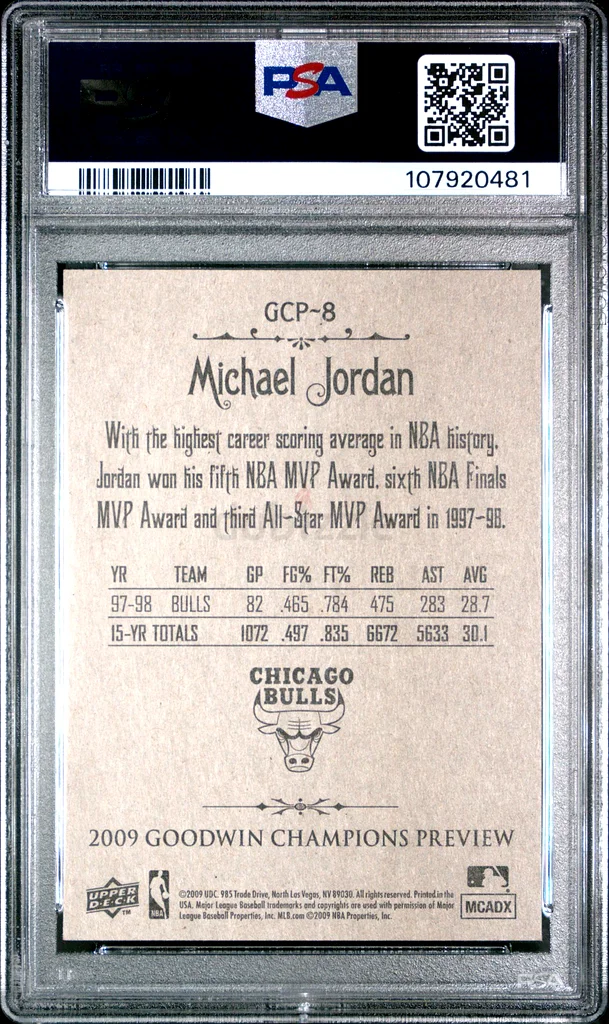 PSA
107920481
GCP~8
Michael Jordan
With the highest career scoring average in NBA history,
Jordan won his fifth NBA MVP Award, sixth NBA Finals
MVP Award and third All-Star MVP Award in 1997-98.
YR TEAM GP FG% FT% REB AST AVG
97-98 BULLS 82 .465 .784 475 283 28.7
15-YR TOTALS 1072 .497 .835 6672 5633 30.1
CHICAGO
BULLS
2009 GOODWIN CHAMPIONS PREVIEW
UPPER
DECK
TM
NBA
©2009 UDC. 985 Trade Drive, North Las Vegas, NV 89030. All rights reserved. Printed in the
USA. Major League Baseball trademarks and copyrights are used with permission of Major
League Baseball Properties, Inc. MLB.com ©2009 NBA Properties, Inc.
MCADX
PSA